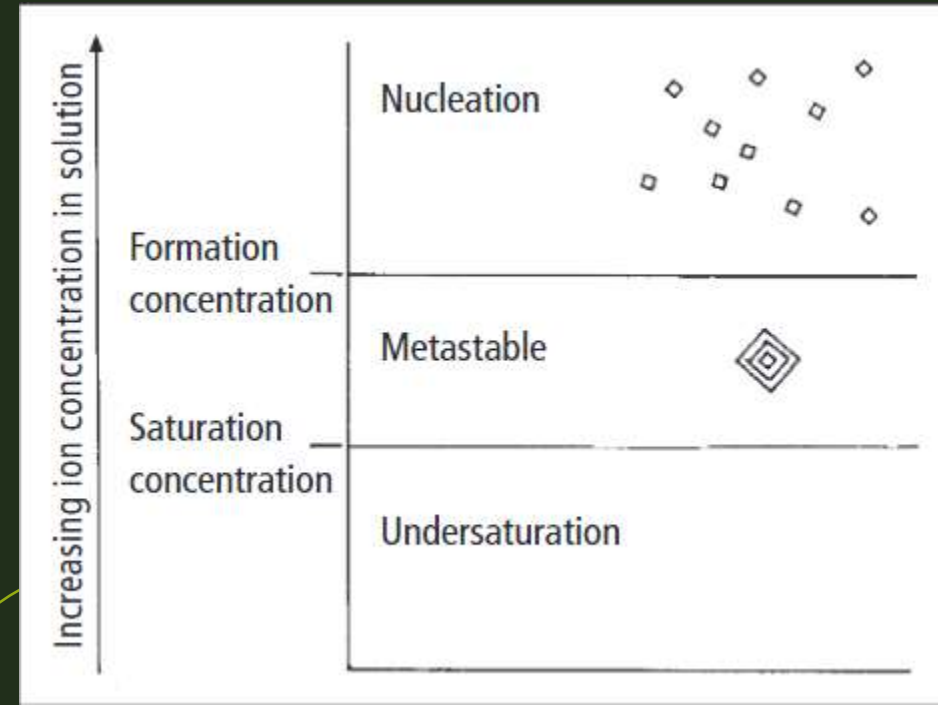 Increasing ion concentration in solution
Nucleation
Formation
concentration
Metastable
Saturation
concentration
Undersaturation